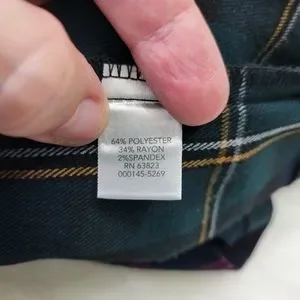 64% POLYESTER
34% RAYON
2%SPANDEX
RN 63823
000145-5269